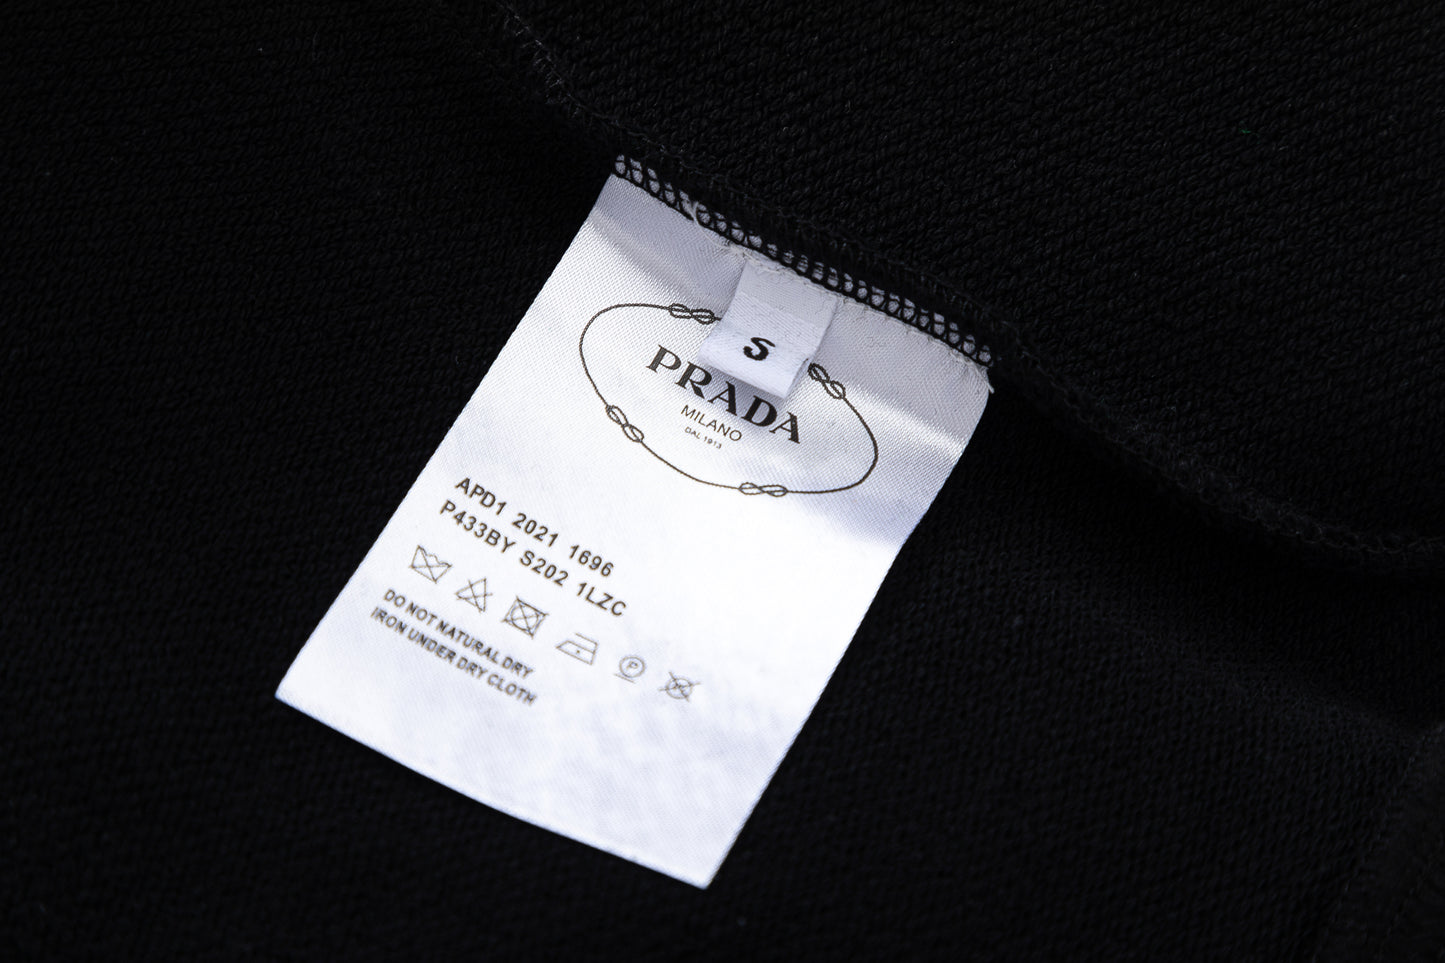 S
PRADA
MILANO
DAL 1913
APD1 2021 1696
P433BY S202 1LZC
P
DO NOT NATURAL DRY
IRON UNDER DRY CLOTH